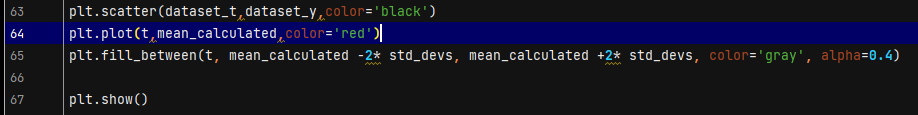 63 plt.scatter(dataset_t,dataset_y,color='black')
64 plt.plot(t,mean_calculated,color='red')
65 plt.fill_between(t, mean_calculated -2* std_devs, mean_calculated +2* std_devs, color='gray', alpha=0.4)
66
67 plt.show()